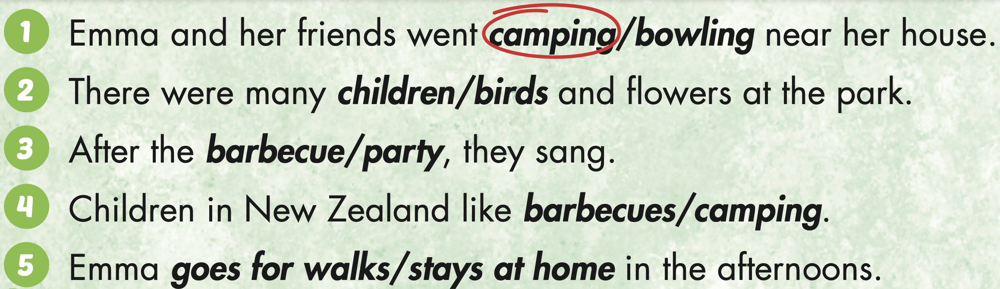 1 Emma and her friends went camping/bowling near her house.
2 There were many children/birds and flowers at the park.
3 After the barbecue/party, they sang.
4 Children in New Zealand like barbecues/camping.
5 Emma goes for walks/stays at home in the afternoons.